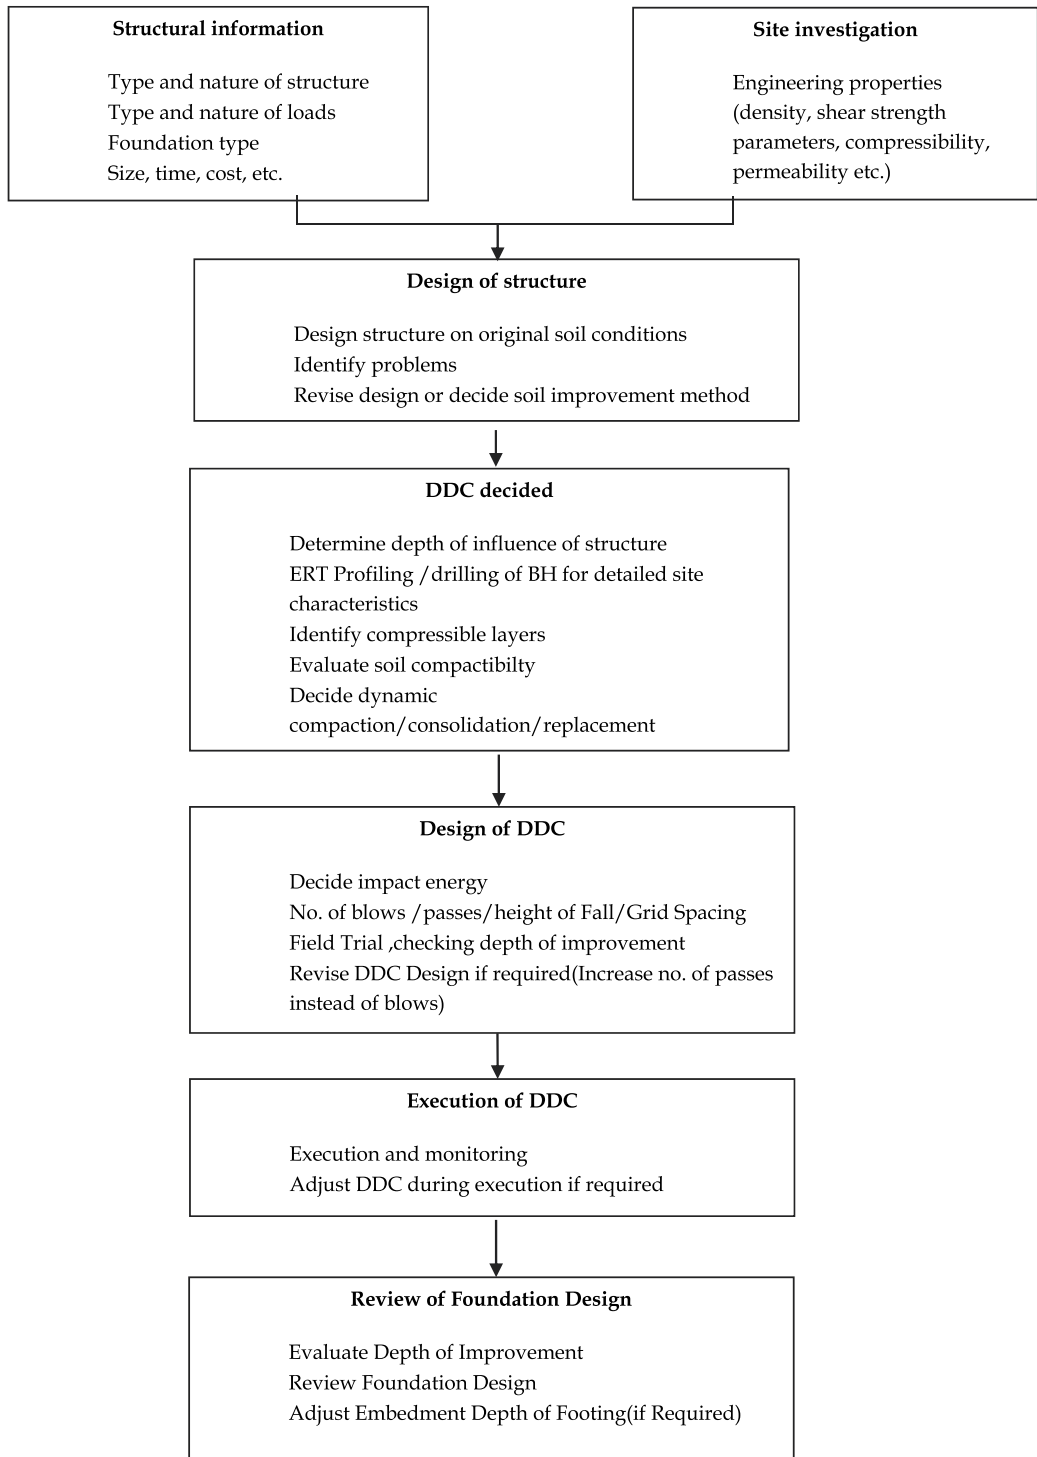 Structural information
Type and nature of structure
Type and nature of loads
Foundation type
Size, time, cost, etc.
Site investigation
Engineering properties
(density, shear strength
parameters, compressibility,
permeability etc.)
Design of structure
Design structure on original soil conditions
Identify problems
Revise design or decide soil improvement method
DDC decided
Determine depth of influence of structure
ERT Profiling /drilling of BH for detailed site
characteristics
Identify compressible layers
Evaluate soil compactibilty
Decide dynamic
compaction/consolidation/replacement
Design of DDC
Decide impact energy
No. of blows /passes/height of Fall/Grid Spacing
Field Trial ,checking depth of improvement
Revise DDC Design if required(Increase no. of passes
instead of blows)
Execution of DDC
Execution and monitoring
Adjust DDC during execution if required
Review of Foundation Design
Evaluate Depth of Improvement
Review Foundation Design
Adjust Embedment Depth of Footing(if Required)